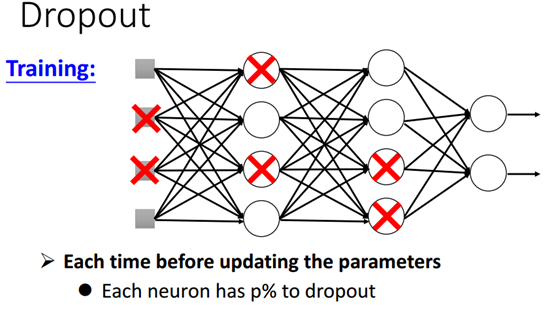 Dropout
Training:
➢ Each time before updating the parameters
● Each neuron has p% to dropout